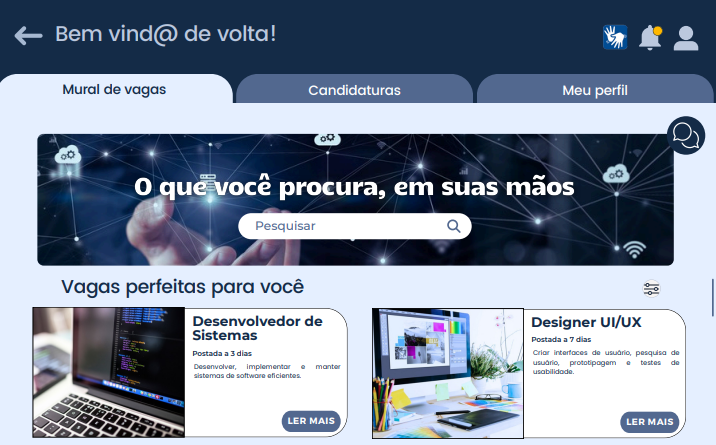 Bem vind@ de volta!
Mural de vagas
Candidaturas
Meu perfil
O que você procura, em suas mãos
Pesquisar
Vagas perfeitas para você
Desenvolvedor de
Sistemas
Postada a 3 dias
Desenvolver, implementar e manter
sistemas de software eficientes.
LER MAIS
Designer UI/UX
Postada a 7 dias
Criar interfaces de usuário, pesquisa de
usuário, prototipagem e testes de
usabilidade.
LER MAIS